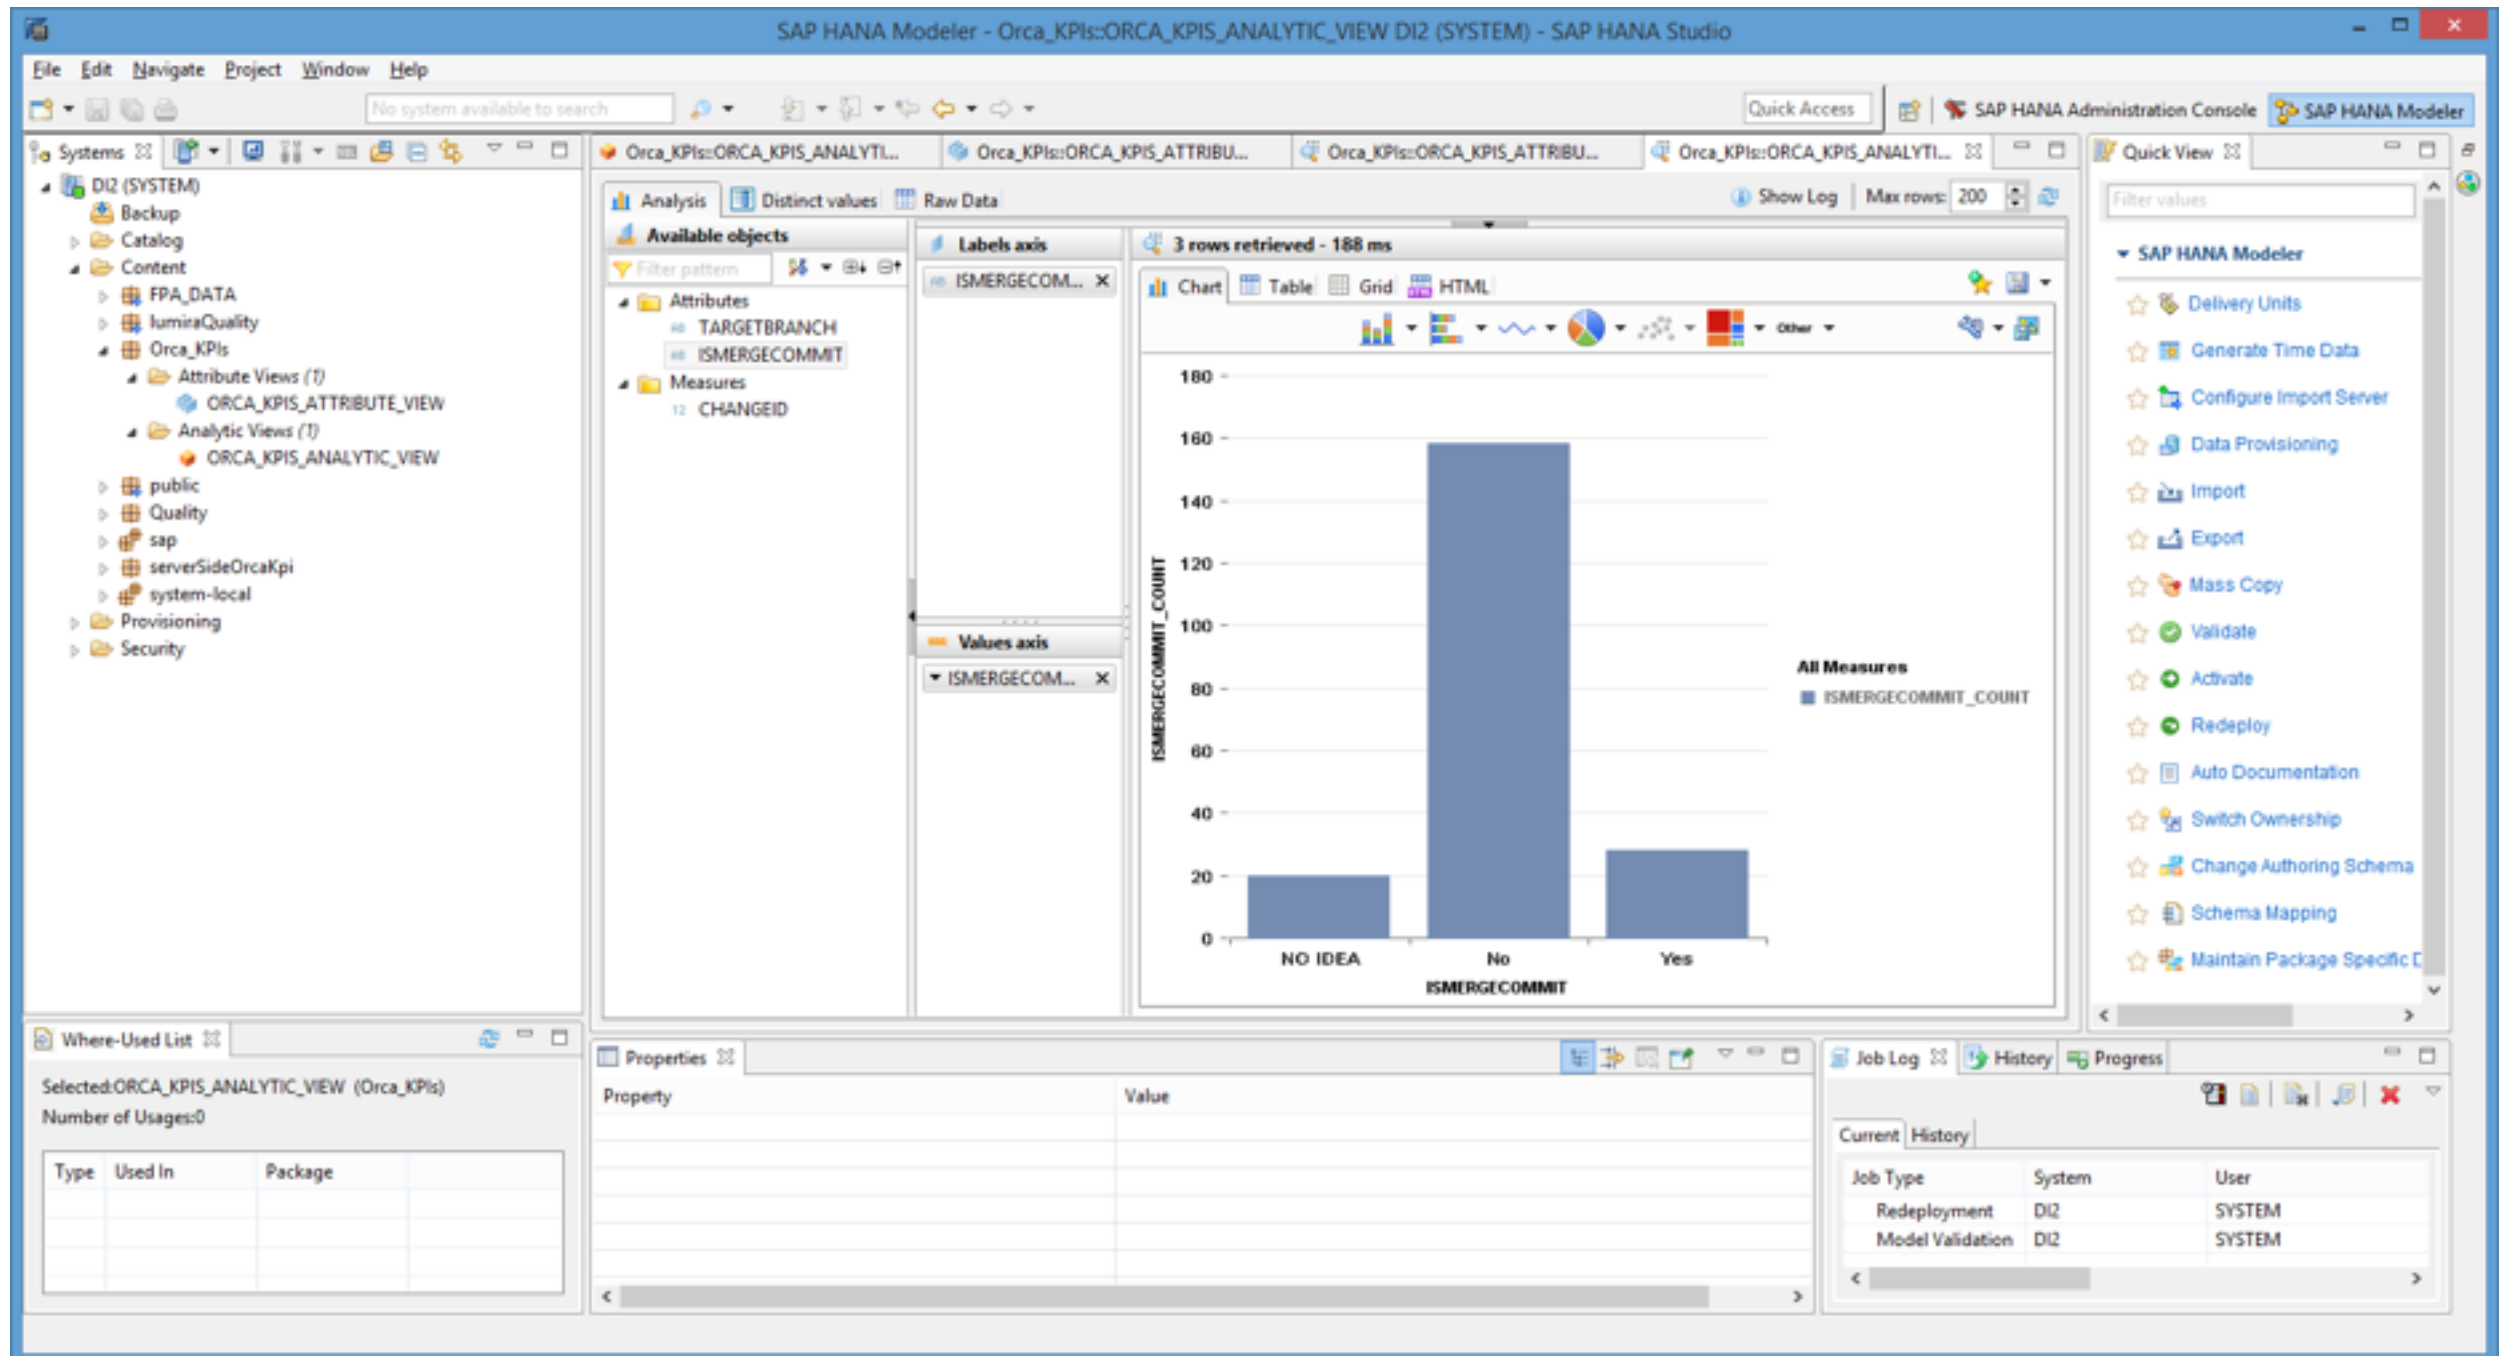 SAP HANA Modeler - Orca_KPIs::ORCA_KPIS_ANALYTIC_VIEW DI2 (SYSTEM) - SAP HANA Studio
File Edit Navigate Project Window Help
No system available to search
Quick Access
SAP HANA Administration Console
SAP HANA Modeler
Systems
DI2 (SYSTEM)
Backup
Catalog
Content
FPA_DATA
lumiraQuality
Orca_KPIs
Attribute Views (1)
ORCA_KPIS_ATTRIBUTE_VIEW
Analytic Views (1)
ORCA_KPIS_ANALYTIC_VIEW
public
Quality
sap
serverSideOrcaKpi
system-local
Provisioning
Security
Orca_KPIs::ORCA_KPIS_ANALYTI...
Orca_KPIs::ORCA_KPIS_ATTRIBU...
Orca_KPIs::ORCA_KPIS_ATTRIBU...
Orca_KPIs::ORCA_KPIS_ANALYTI...
Analysis
Distinct values
Raw Data
Show Log
Max rows: 200
Available objects
Filter pattern
Attributes
TARGETBRANCH
ISMERGECOMMIT
Measures
12 CHANGEID
Labels axis
ISMERGECOM...
Values axis
ISMERGECOM...
3 rows retrieved - 188 ms
Chart
Table
Grid
HTML
Other
ISMERGECOMMIT_COUNT
180
160
140
120
100
80
60
40
20
0
NO IDEA
No
Yes
ISMERGECOMMIT
All Measures
ISMERGECOMMIT_COUNT
Quick View
Filter values
SAP HANA Modeler
Delivery Units
Generate Time Data
Configure Import Server
Data Provisioning
Import
Export
Mass Copy
Validate
Activate
Redeploy
Auto Documentation
Switch Ownership
Change Authoring Schema
Schema Mapping
Maintain Package Specific D
Where-Used List
Selected:ORCA_KPIS_ANALYTIC_VIEW (Orca_KPIs)
Number of Usages:0
Type Used In Package
Properties
Property Value
Job Log
History
Progress
Current History
Job Type System User
Redeployment DI2 SYSTEM
Model Validation DI2 SYSTEM